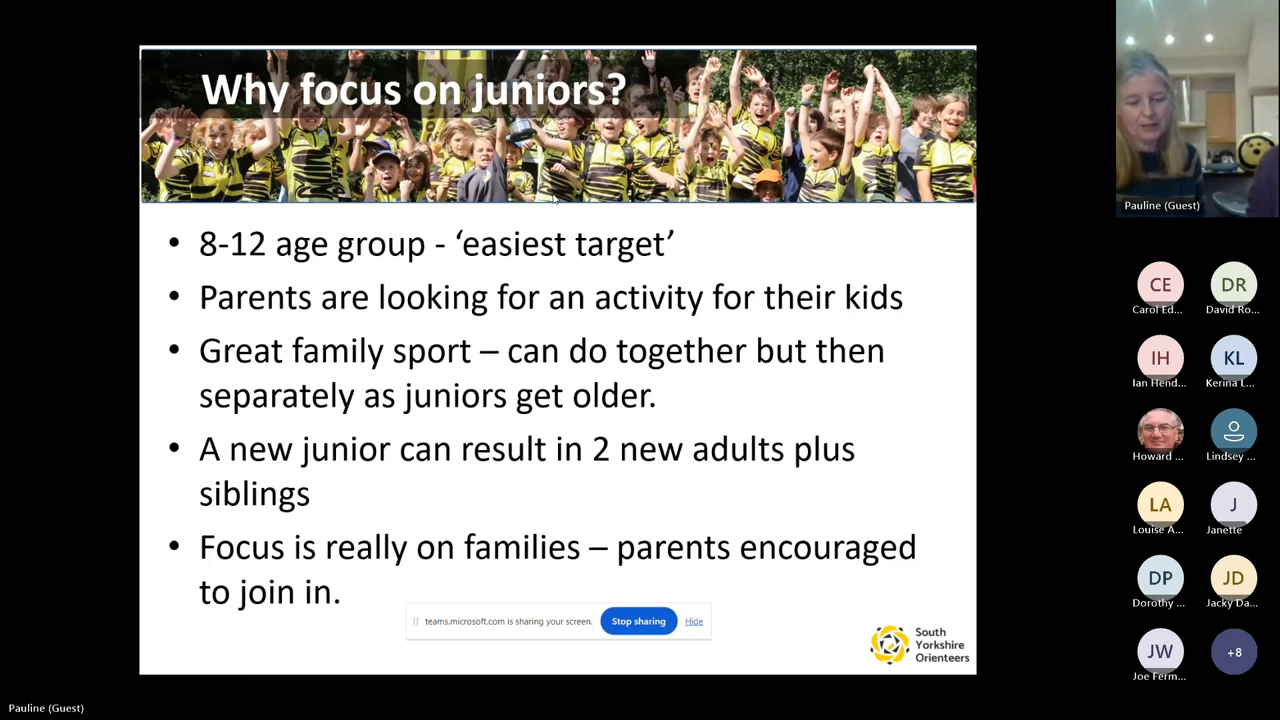 Why focus on juniors?
• 8-12 age group - ‘easiest target’
• Parents are looking for an activity for their kids
• Great family sport – can do together but then
separately as juniors get older.
• A new junior can result in 2 new adults plus
siblings
• Focus is really on families – parents encouraged
to join in.
teams.microsoft.com is sharing your screen. Stop sharing Hide
South
Yorkshire
Orienteers
Pauline (Guest)
CE DR
Carol Ed... David Ro...
IH KL
Ian Hend... Kerina L...
Howard ... Lindsey ...
LA J
Louise A... Janette
DP JD
Dorothy ... Jacky Da...
JW +8
Joe Ferm...
Pauline (Guest)